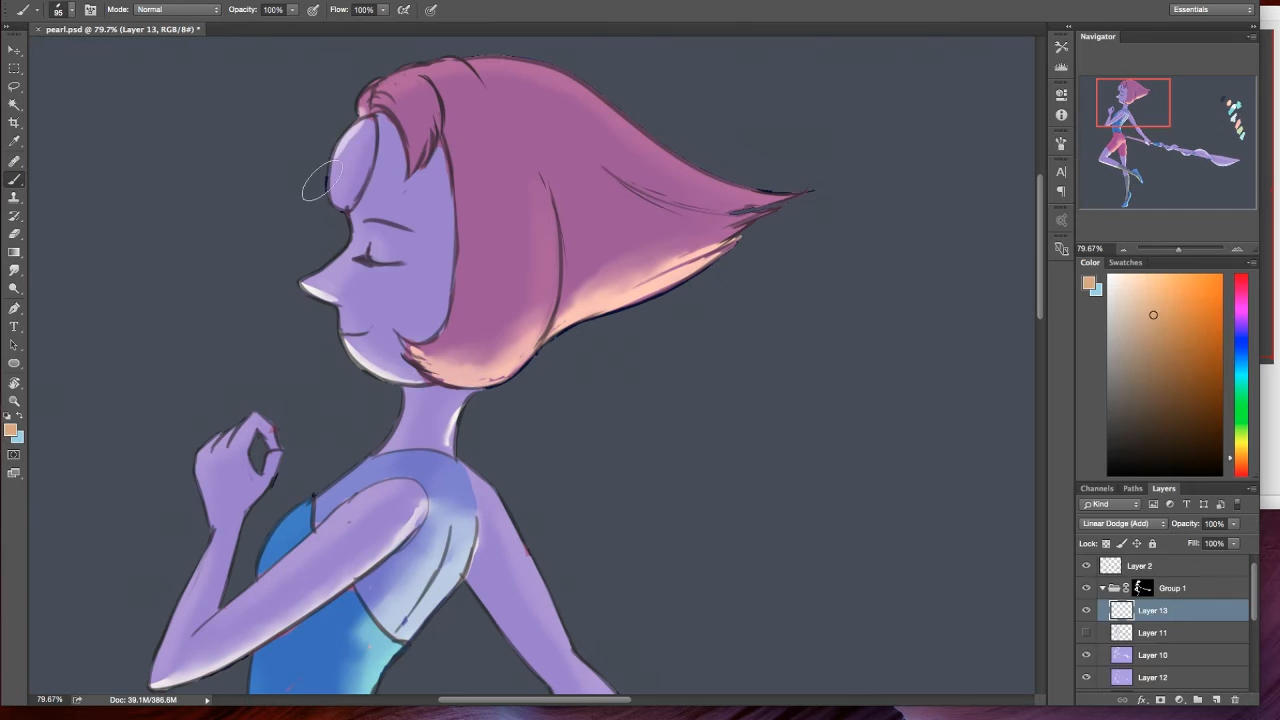 95 Mode: Normal Opacity: 100% Flow: 100% Essentials
× pearl.psd @ 79.7% (Layer 13, RGB/8#) *
Navigator
79.67%
Color Swatches
Channels Paths Layers
Kind
Linear Dodge (Add) Opacity: 100%
Lock: Fill: 100%
Layer 2
Group 1
Layer 13
Layer 11
Layer 10
Layer 12
79.67% Doc: 39.1M/386.6M